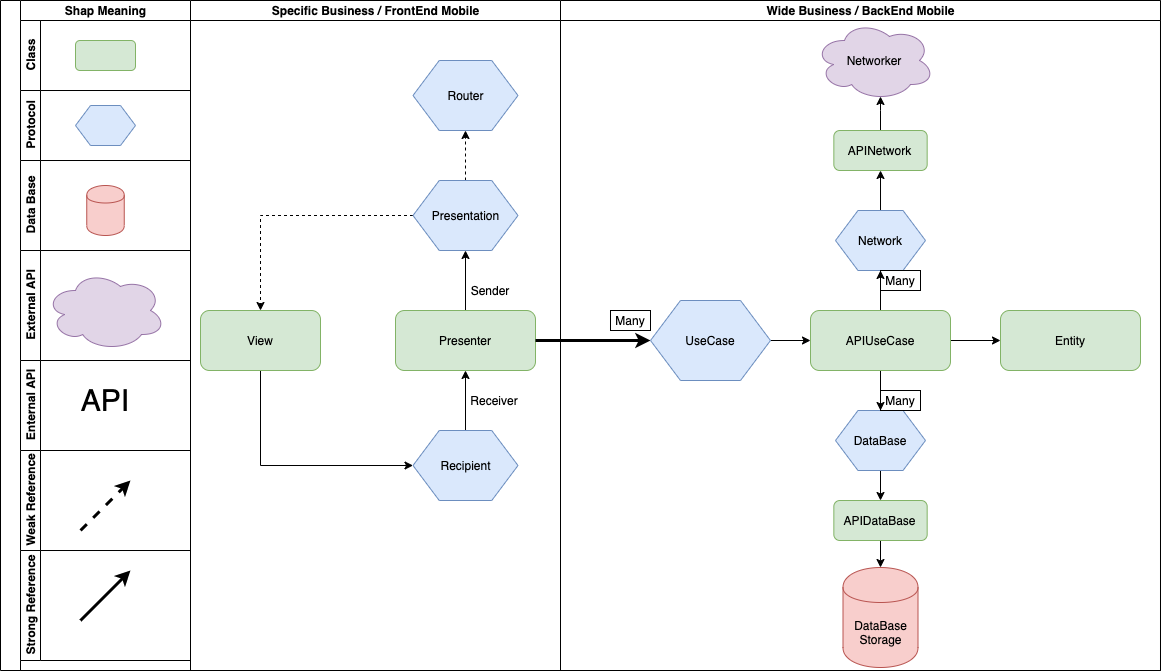 Shap Meaning
Specific Business / FrontEnd Mobile
Wide Business / BackEnd Mobile
Class
Protocol
Data Base
External API
Enternal API
API
Weak Reference
Strong Reference
Router
Presentation
Sender
View
Presenter
Receiver
Recipient
Many
UseCase
Networker
APINetwork
Network
Many
APIUseCase
Entity
Many
DataBase
APIDataBase
DataBase
Storage